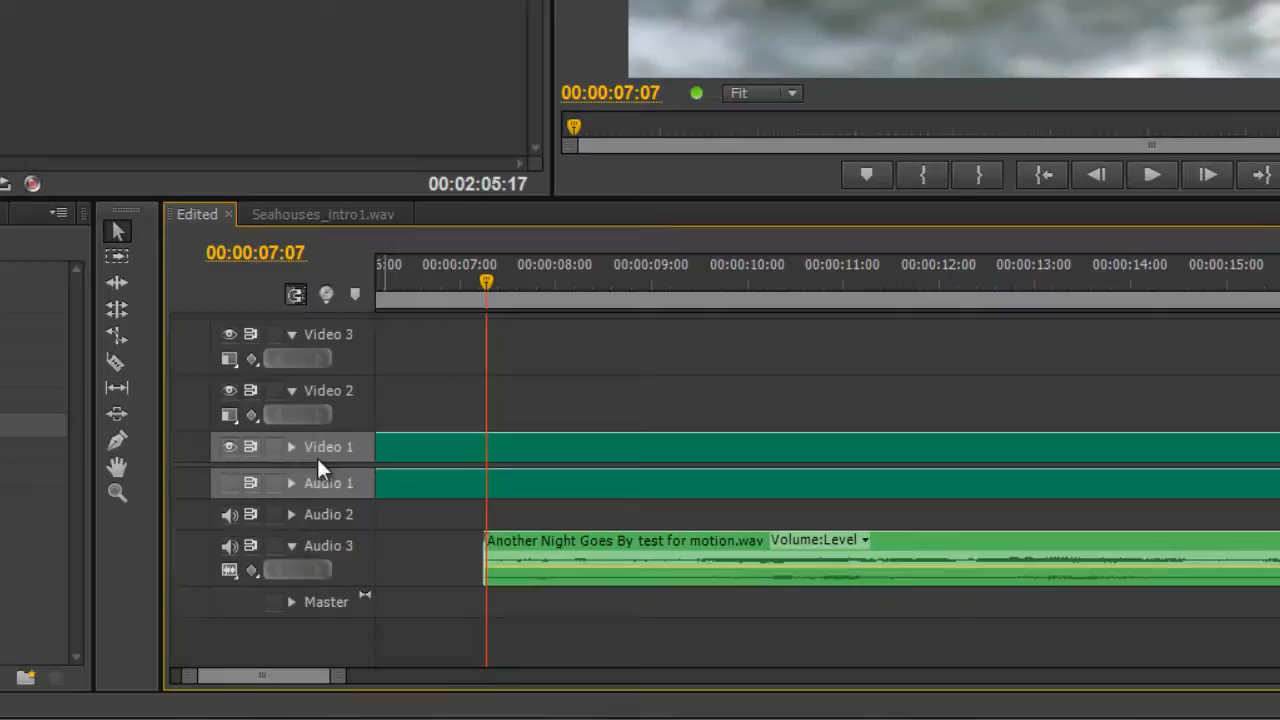 00:00:07:07
Fit
00:02:05:17
Edited
Seahouses_intro1.wav
00:00:07:07
00:00:07:00 00:00:08:00 00:00:09:00 00:00:10:00 00:00:11:00 00:00:12:00 00:00:13:00 00:00:14:00 00:00:15:00
Video 3
Video 2
Video 1
Audio 1
Audio 2
Audio 3
Another Night Goes By test for motion.wav Volume:Level
Master